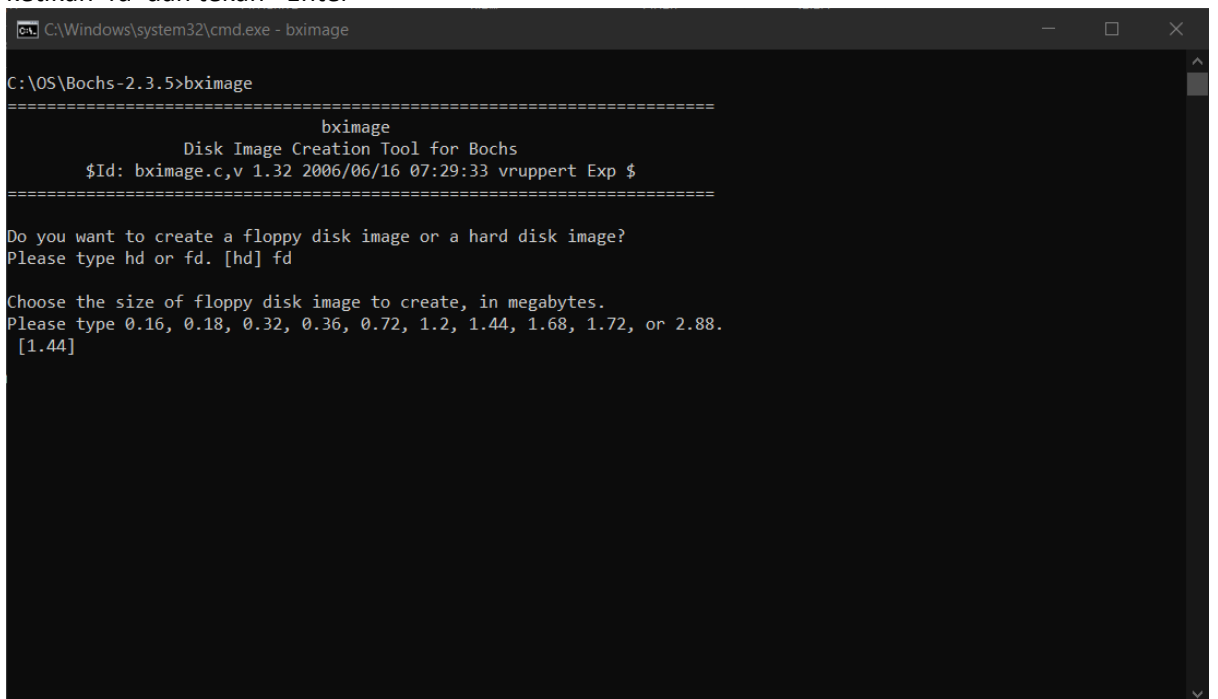 C:\Windows\system32\cmd.exe - bximage
C:\OS\Bochs-2.3.5>bximage
========================================================================
bximage
Disk Image Creation Tool for Bochs
$Id: bximage.c,v 1.32 2006/06/16 07:29:33 vruppert Exp $
========================================================================
Do you want to create a floppy disk image or a hard disk image?
Please type hd or fd. [hd] fd
Choose the size of floppy disk image to create, in megabytes.
Please type 0.16, 0.18, 0.32, 0.36, 0.72, 1.2, 1.44, 1.68, 1.72, or 2.88.
[1.44]